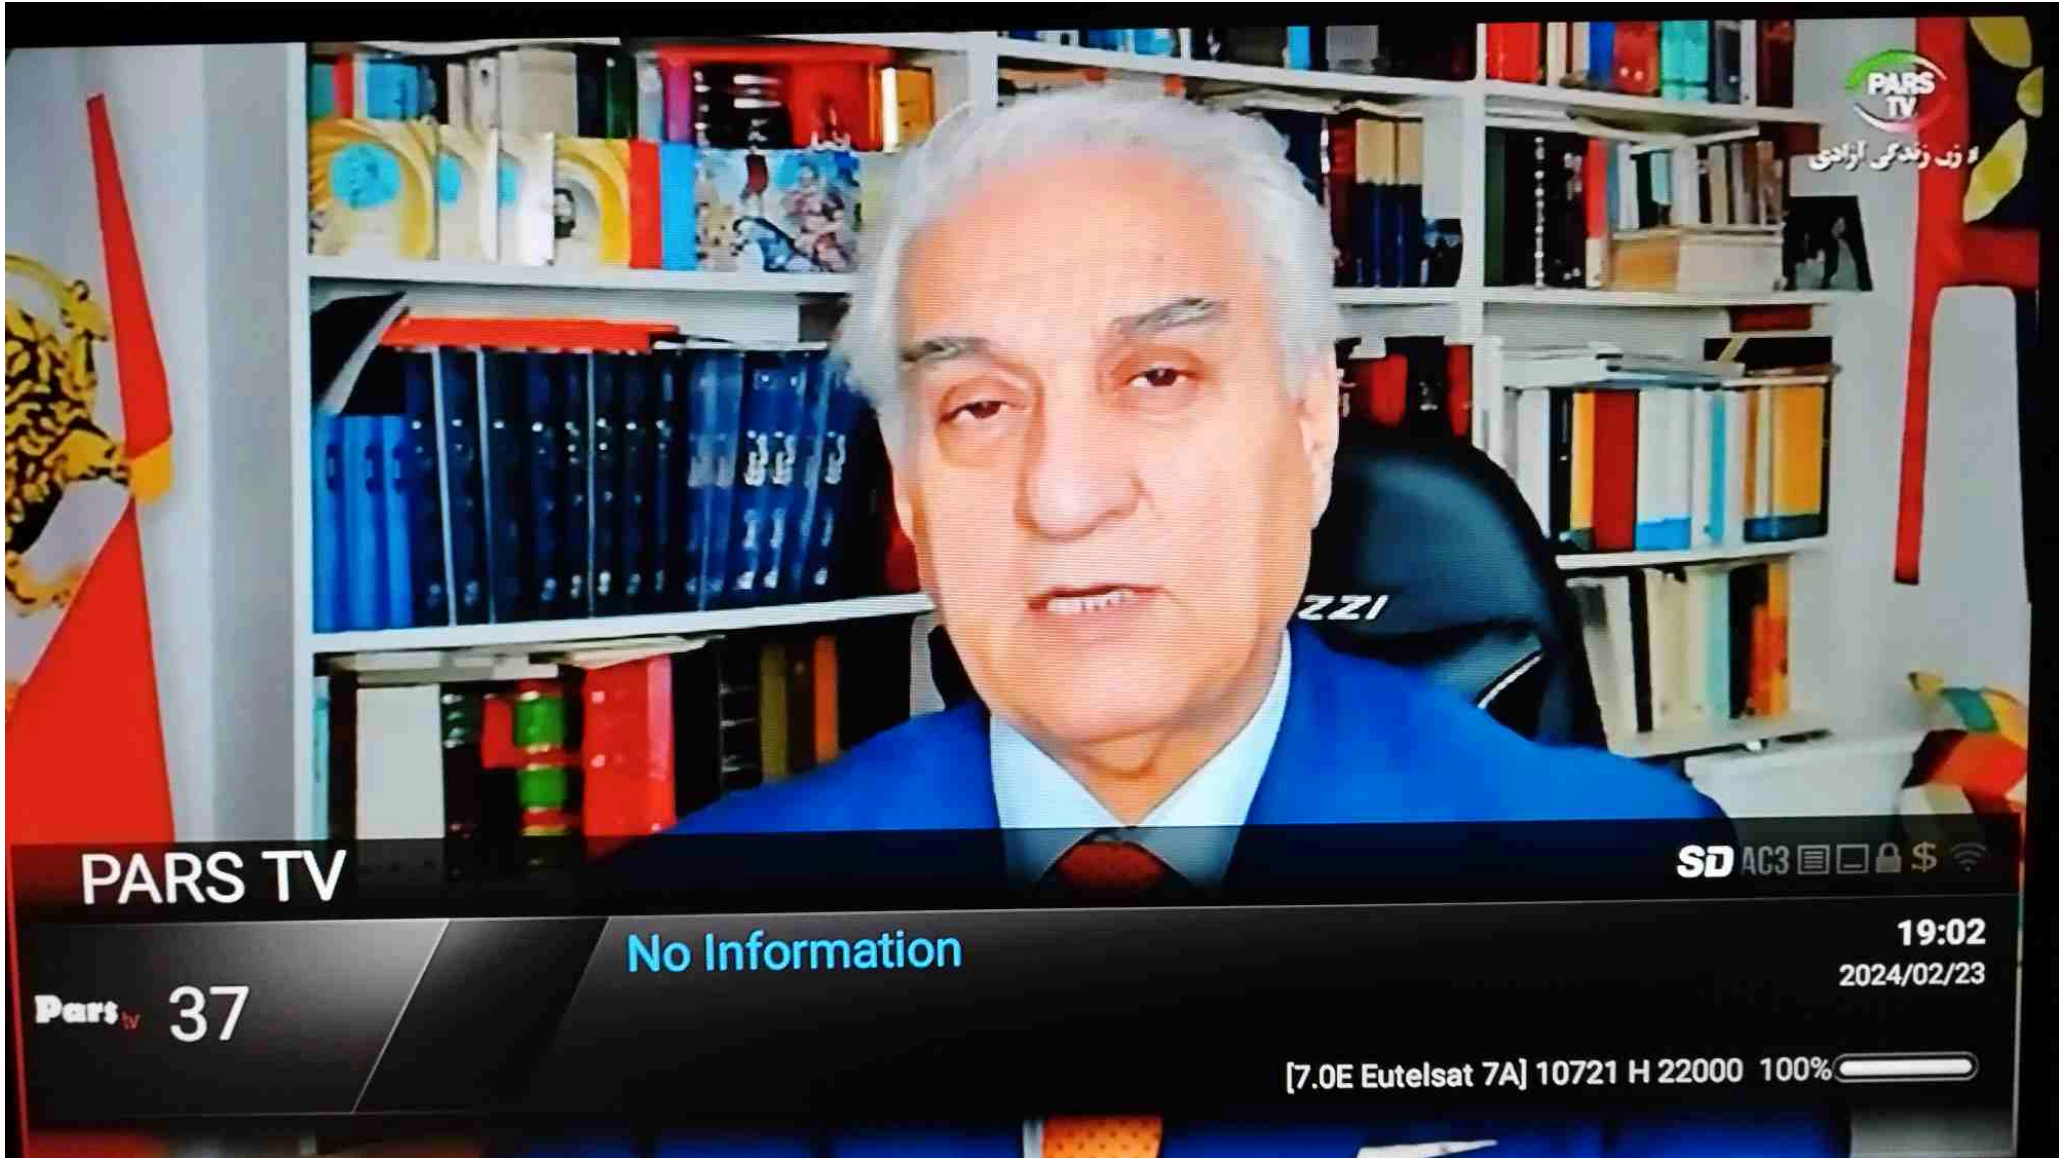 PARS
TV
زن زندگی آزادی
ZZI
PARS TV
SD AC3 $
No Information
19:02
2024/02/23
Pars tv 37
[7.0E Eutelsat 7A] 10721 H 22000 100%